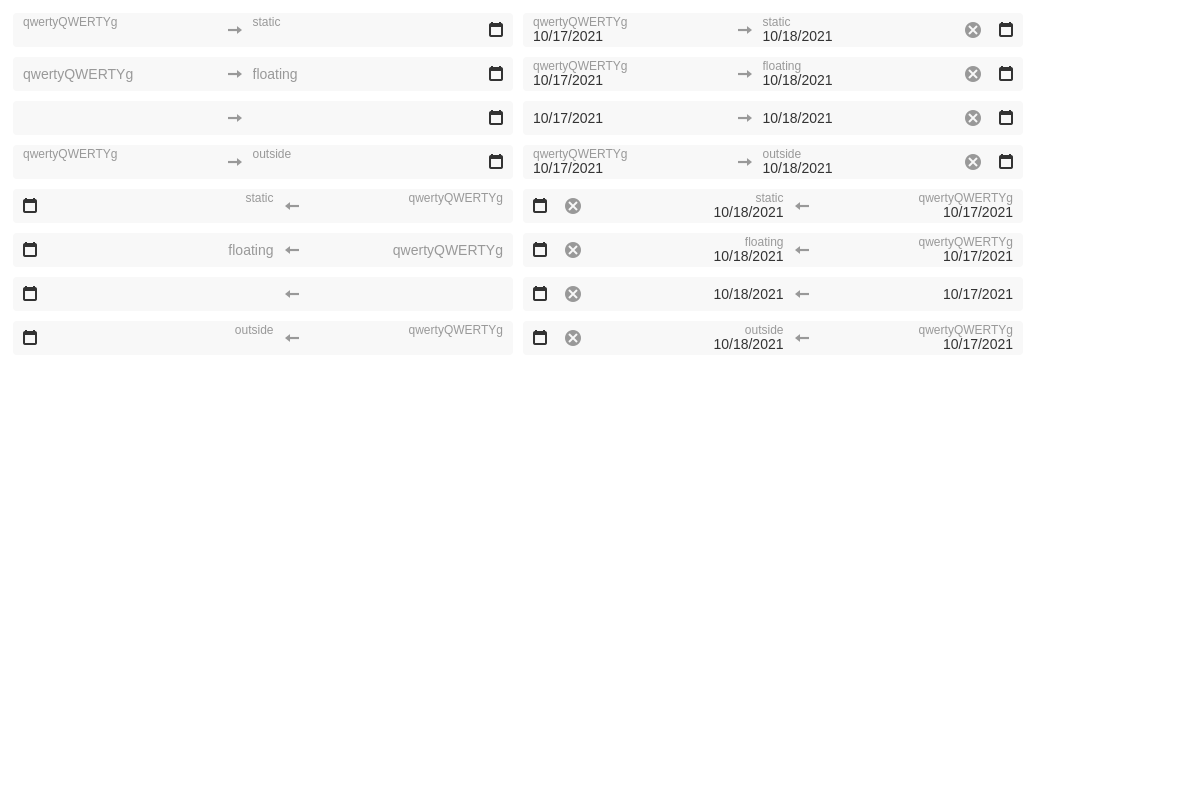 qwertyQWERTYg static qwertyQWERTYg static
10/17/2021 10/18/2021
qwertyQWERTYg floating qwertyQWERTYg floating
10/17/2021 10/18/2021
10/17/2021 10/18/2021
qwertyQWERTYg outside qwertyQWERTYg outside
10/17/2021 10/18/2021
static qwertyQWERTYg static qwertyQWERTYg
10/18/2021 10/17/2021
floating qwertyQWERTYg floating qwertyQWERTYg
10/18/2021 10/17/2021
10/18/2021 10/17/2021
outside qwertyQWERTYg outside qwertyQWERTYg
10/18/2021 10/17/2021